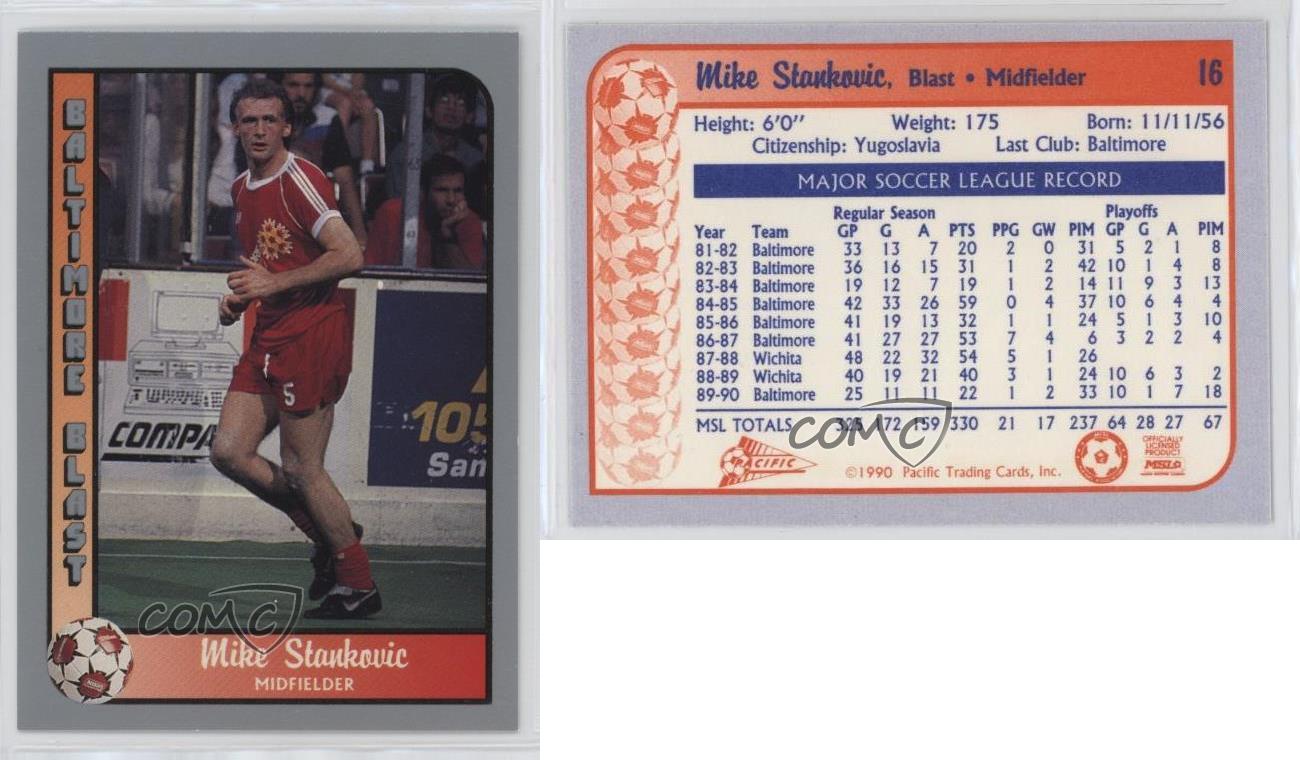 BALTIMORE BLAST
COMPA
105
San
5
COMC
Mike Stankovic
MIDFIELDER
Mike Stankovic, Blast • Midfielder 16
Height: 6'0" Weight: 175 Born: 11/11/56
Citizenship: Yugoslavia Last Club: Baltimore
MAJOR SOCCER LEAGUE RECORD
Regular Season Playoffs
Year Team GP G A PTS PPG GW PIM GP G A PIM
81-82 Baltimore 33 13 7 20 2 0 31 5 2 1 8
82-83 Baltimore 36 16 15 31 1 2 42 10 1 4 8
83-84 Baltimore 19 12 7 19 1 2 14 11 9 3 13
84-85 Baltimore 42 33 26 59 0 4 37 10 6 4 4
85-86 Baltimore 41 19 13 32 1 1 24 5 1 3 10
86-87 Baltimore 41 27 27 53 7 4 6 3 2 2 4
87-88 Wichita 48 22 32 54 5 1 26
88-89 Wichita 40 19 21 40 3 1 24 10 6 3 2
89-90 Baltimore 25 11 11 22 1 2 33 10 1 7 18
MSL TOTALS 325 172 159 330 21 17 237 64 28 27 67
COMC
PACIFIC
©1990 Pacific Trading Cards, Inc.
OFFICIALLY
LICENSED
PRODUCT